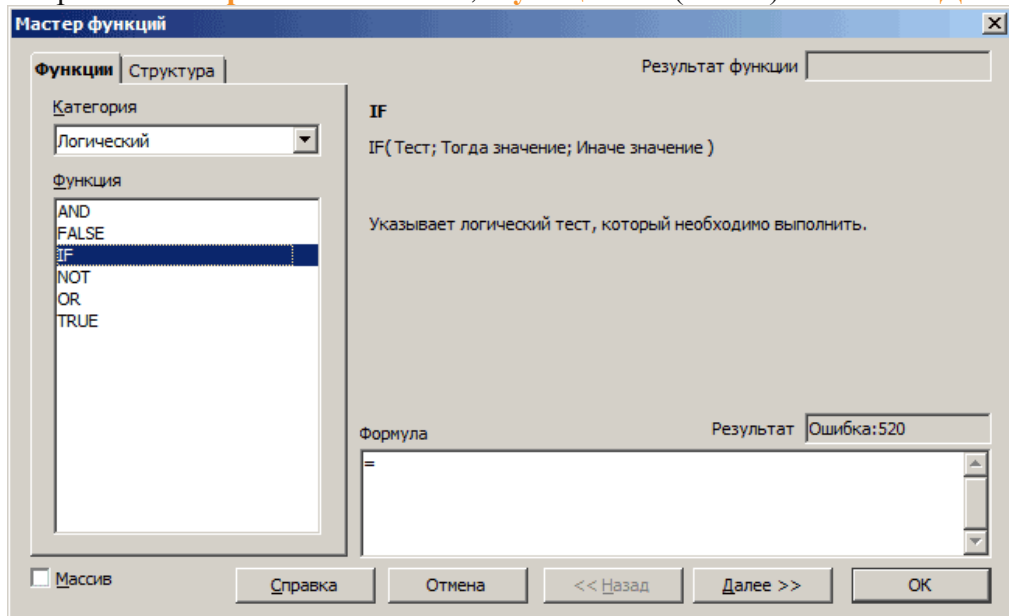 Мастер функций
Функции Структура
Результат функции
Категория
Логический
Функция
AND
FALSE
IF
NOT
OR
TRUE
IF
IF( Тест; Тогда значение; Иначе значение )
Указывает логический тест, который необходимо выполнить.
Формула
Результат Ошибка:520
=
Массив
Справка
Отмена
<< Назад
Далее >>
OK